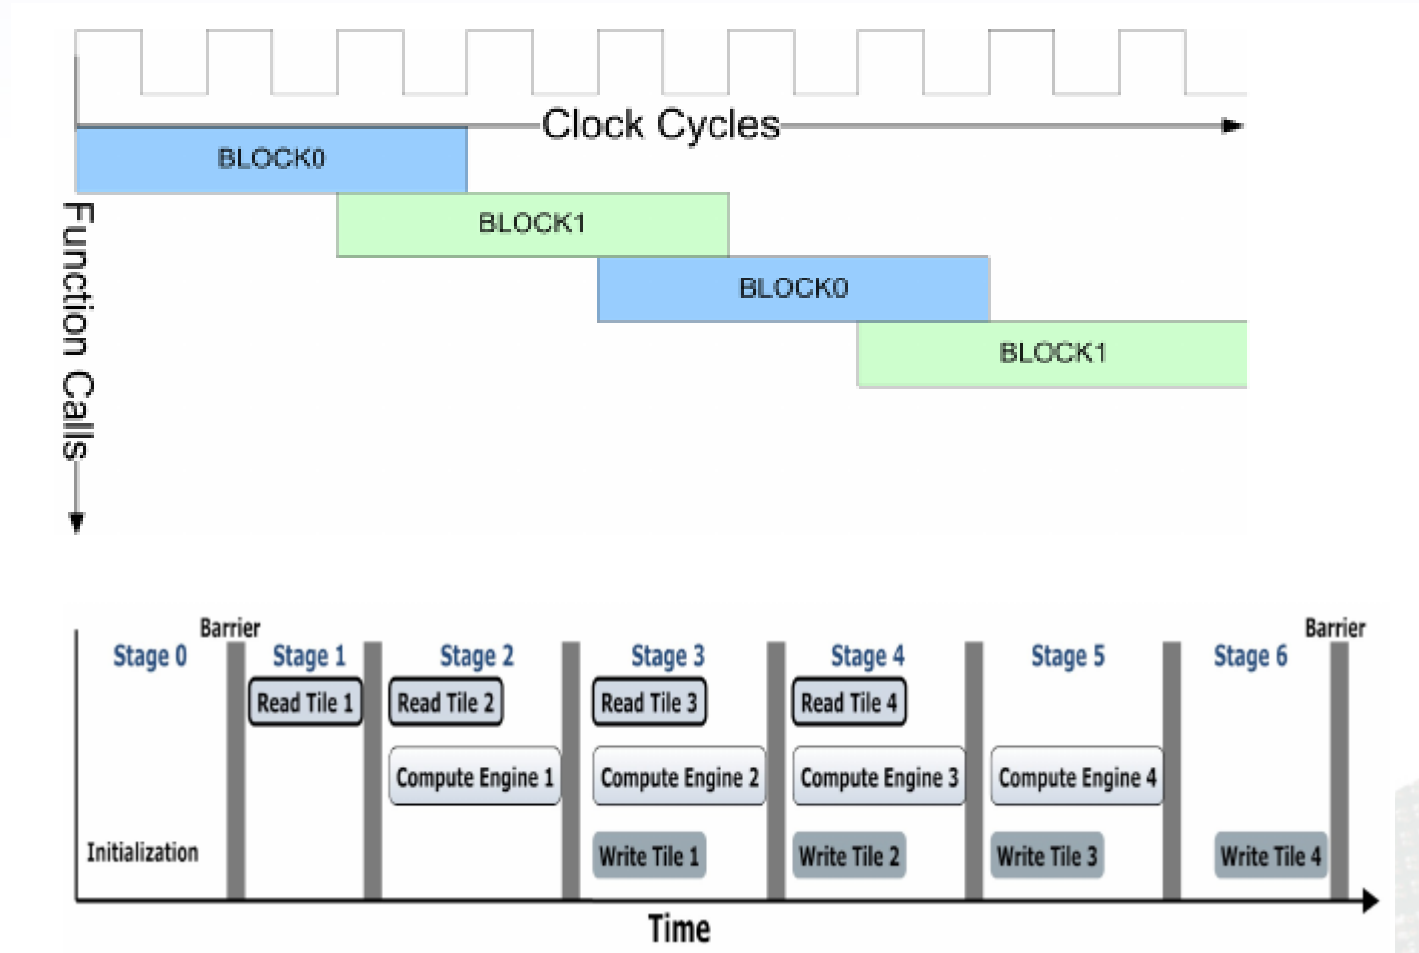 Clock Cycles
BLOCK0
BLOCK1
BLOCK0
BLOCK1
Function Calls
Barrier
Barrier
Stage 0
Stage 1
Stage 2
Stage 3
Stage 4
Stage 5
Stage 6
Read Tile 1
Read Tile 2
Read Tile 3
Read Tile 4
Compute Engine 1
Compute Engine 2
Compute Engine 3
Compute Engine 4
Initialization
Write Tile 1
Write Tile 2
Write Tile 3
Write Tile 4
Time